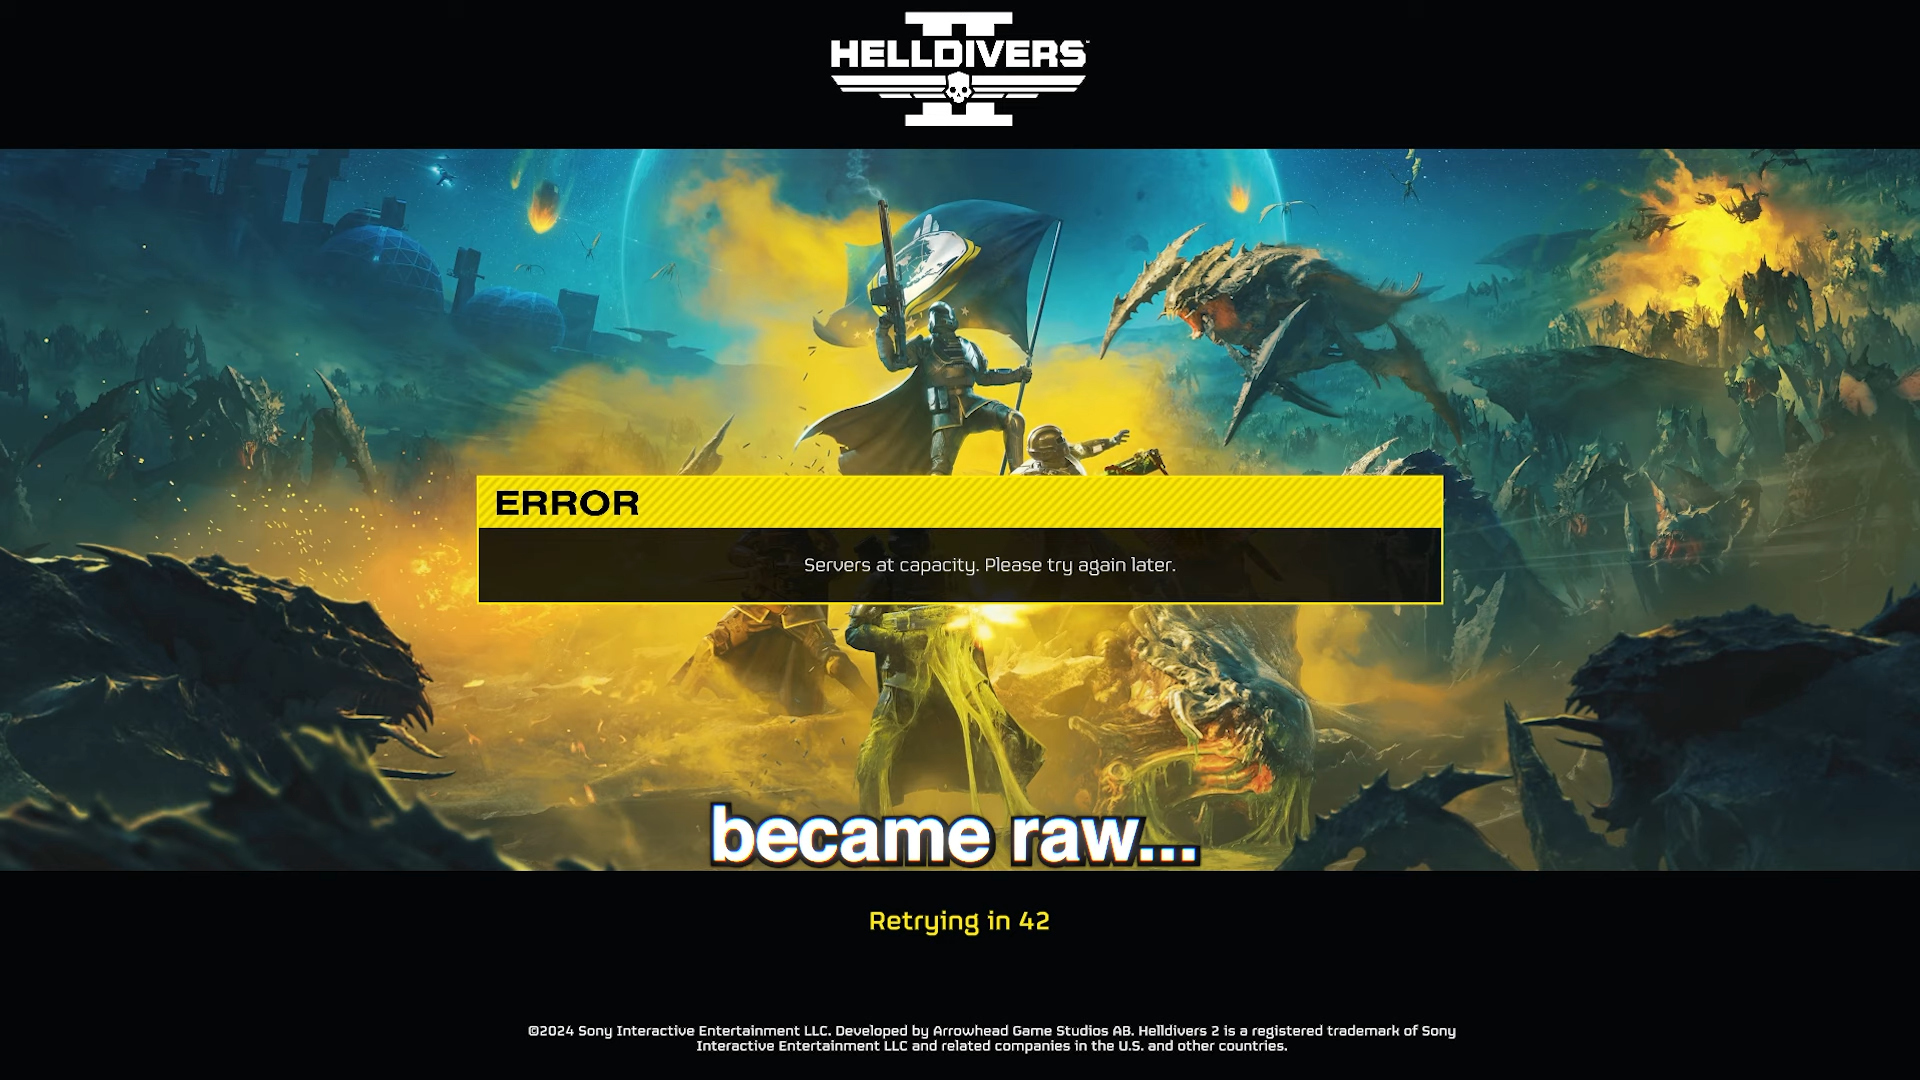 HELLDIVERS
II
ERROR
Servers at capacity. Please try again later.
became raw...
Retrying in 42
©2024 Sony Interactive Entertainment LLC. Developed by Arrowhead Game Studios AB. Helldivers 2 is a registered trademark of Sony
Interactive Entertainment LLC and related companies in the U.S. and other countries.